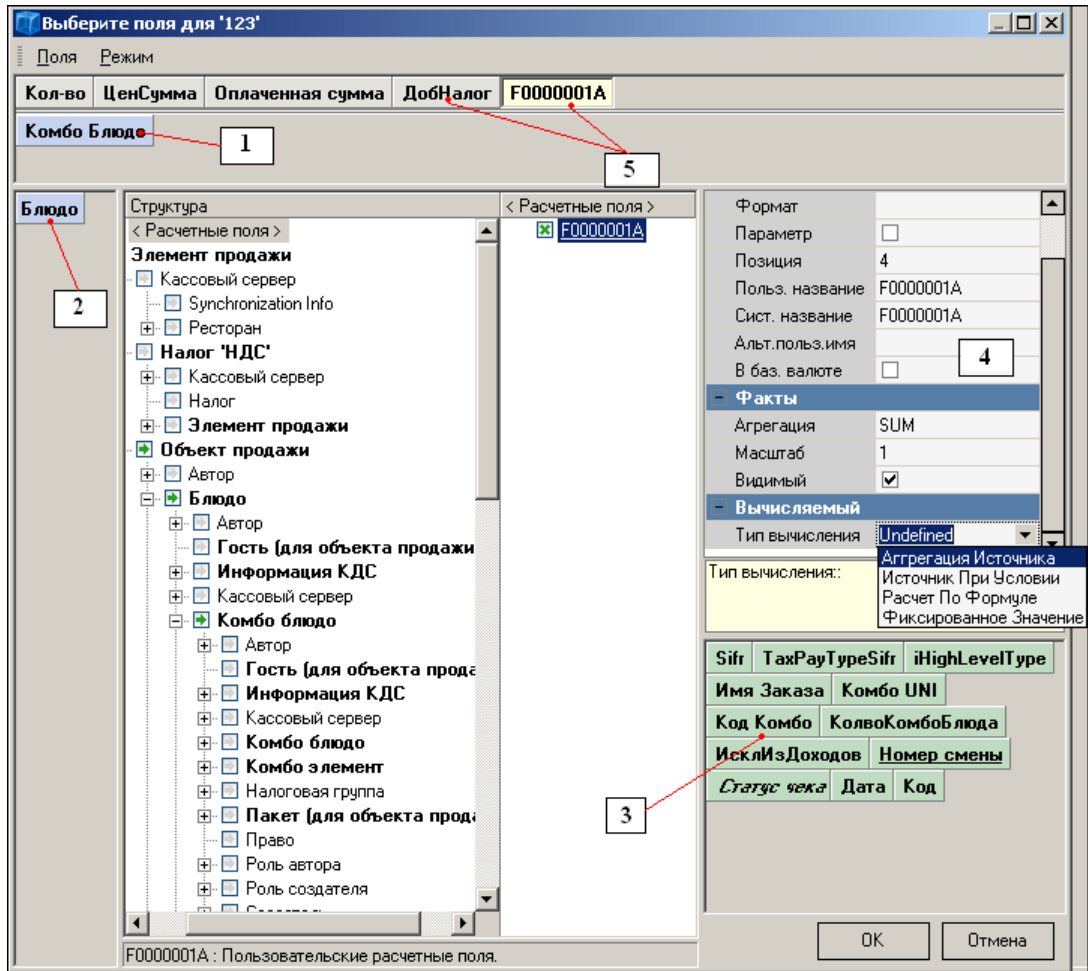 Выберите поля для '123'
Поля Режим
Кол-во ЦенСумма Оплаченная сумма ДобНалог F0000001A
Комбо Блюдо
1
5
Блюдо
2
Структура
< Расчетные поля >
Элемент продажи
Кассовый сервер
Synchronization Info
Ресторан
Налог 'НДС'
Кассовый сервер
Налог
Элемент продажи
Объект продажи
Автор
Блюдо
Автор
Гость (для объекта продажи
Информация КДС
Кассовый сервер
Комбо блюдо
Автор
Гость (для объекта прода
Информация КДС
Кассовый сервер
Комбо блюдо
Комбо элемент
Налоговая группа
Пакет (для объекта прода
Право
Роль автора
Роль создателя
< Расчетные поля >
F0000001A
Формат
Параметр
Позиция 4
Польз. название F0000001A
Сист. название F0000001A
Альт.польз.имя
4
В баз. валюте
Факты
Агрегация SUM
Масштаб 1
Видимый
Вычисляемый
Тип вычисления Undefined
Аггрегация Источника
Источник При Условии
Расчет По Формуле
Фиксированное Значение
Тип вычисления::
Sifr TaxPayTypeSifr iHighLevelType
Имя Заказа Комбо UNI
Код Комбо КолвоКомбоБлюда
ИсклИзДоходов Номер смены
Статус чека Дата Код
3
OK Отмена
F0000001A : Пользовательские расчетные поля.